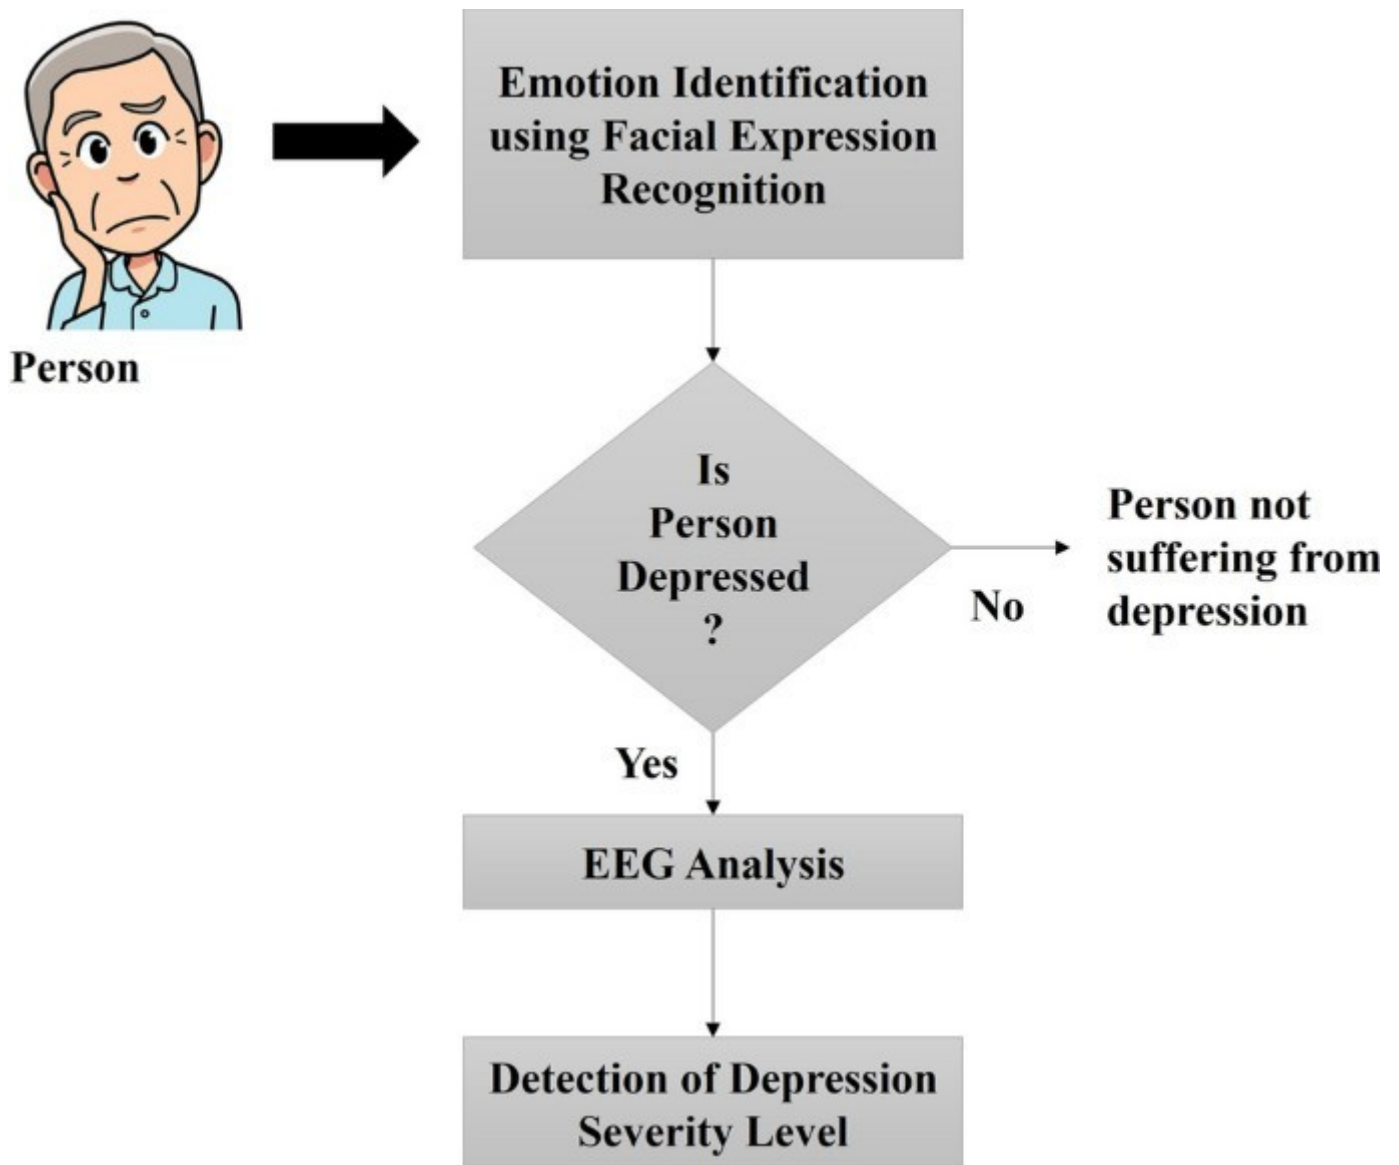 Person
Emotion Identification
using Facial Expression
Recognition
Is
Person
Depressed
?
No
Person not
suffering from
depression
Yes
EEG Analysis
Detection of Depression
Severity Level